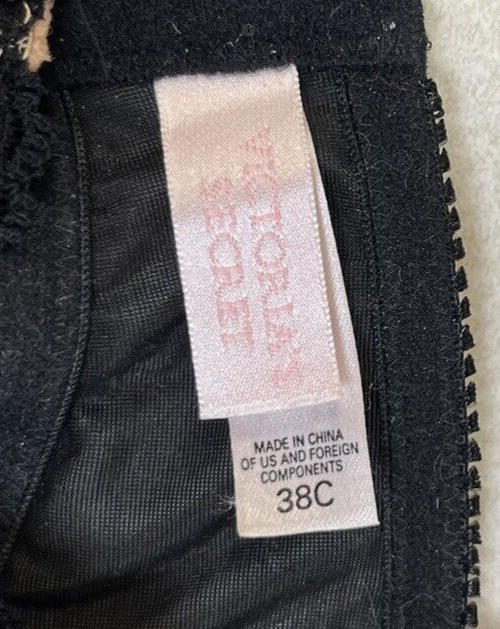 VICTORIA'S
SECRET
MADE IN CHINA
OF US AND FOREIGN
COMPONENTS
38C